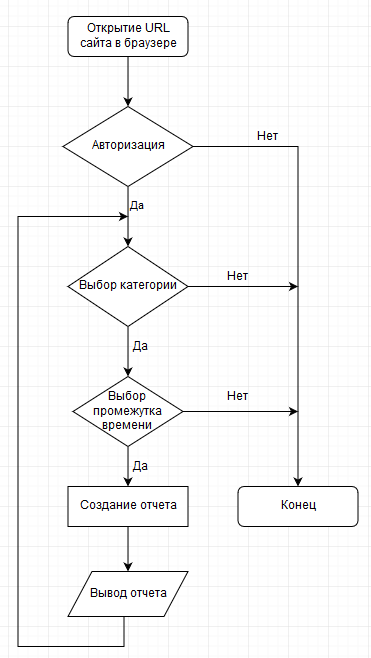 Открытие URL
сайта в браузере
Нет
Авторизация
Да
Нет
Выбор категории
Да
Нет
Выбор
промежутка
времени
Да
Создание отчета
Конец
Вывод отчета